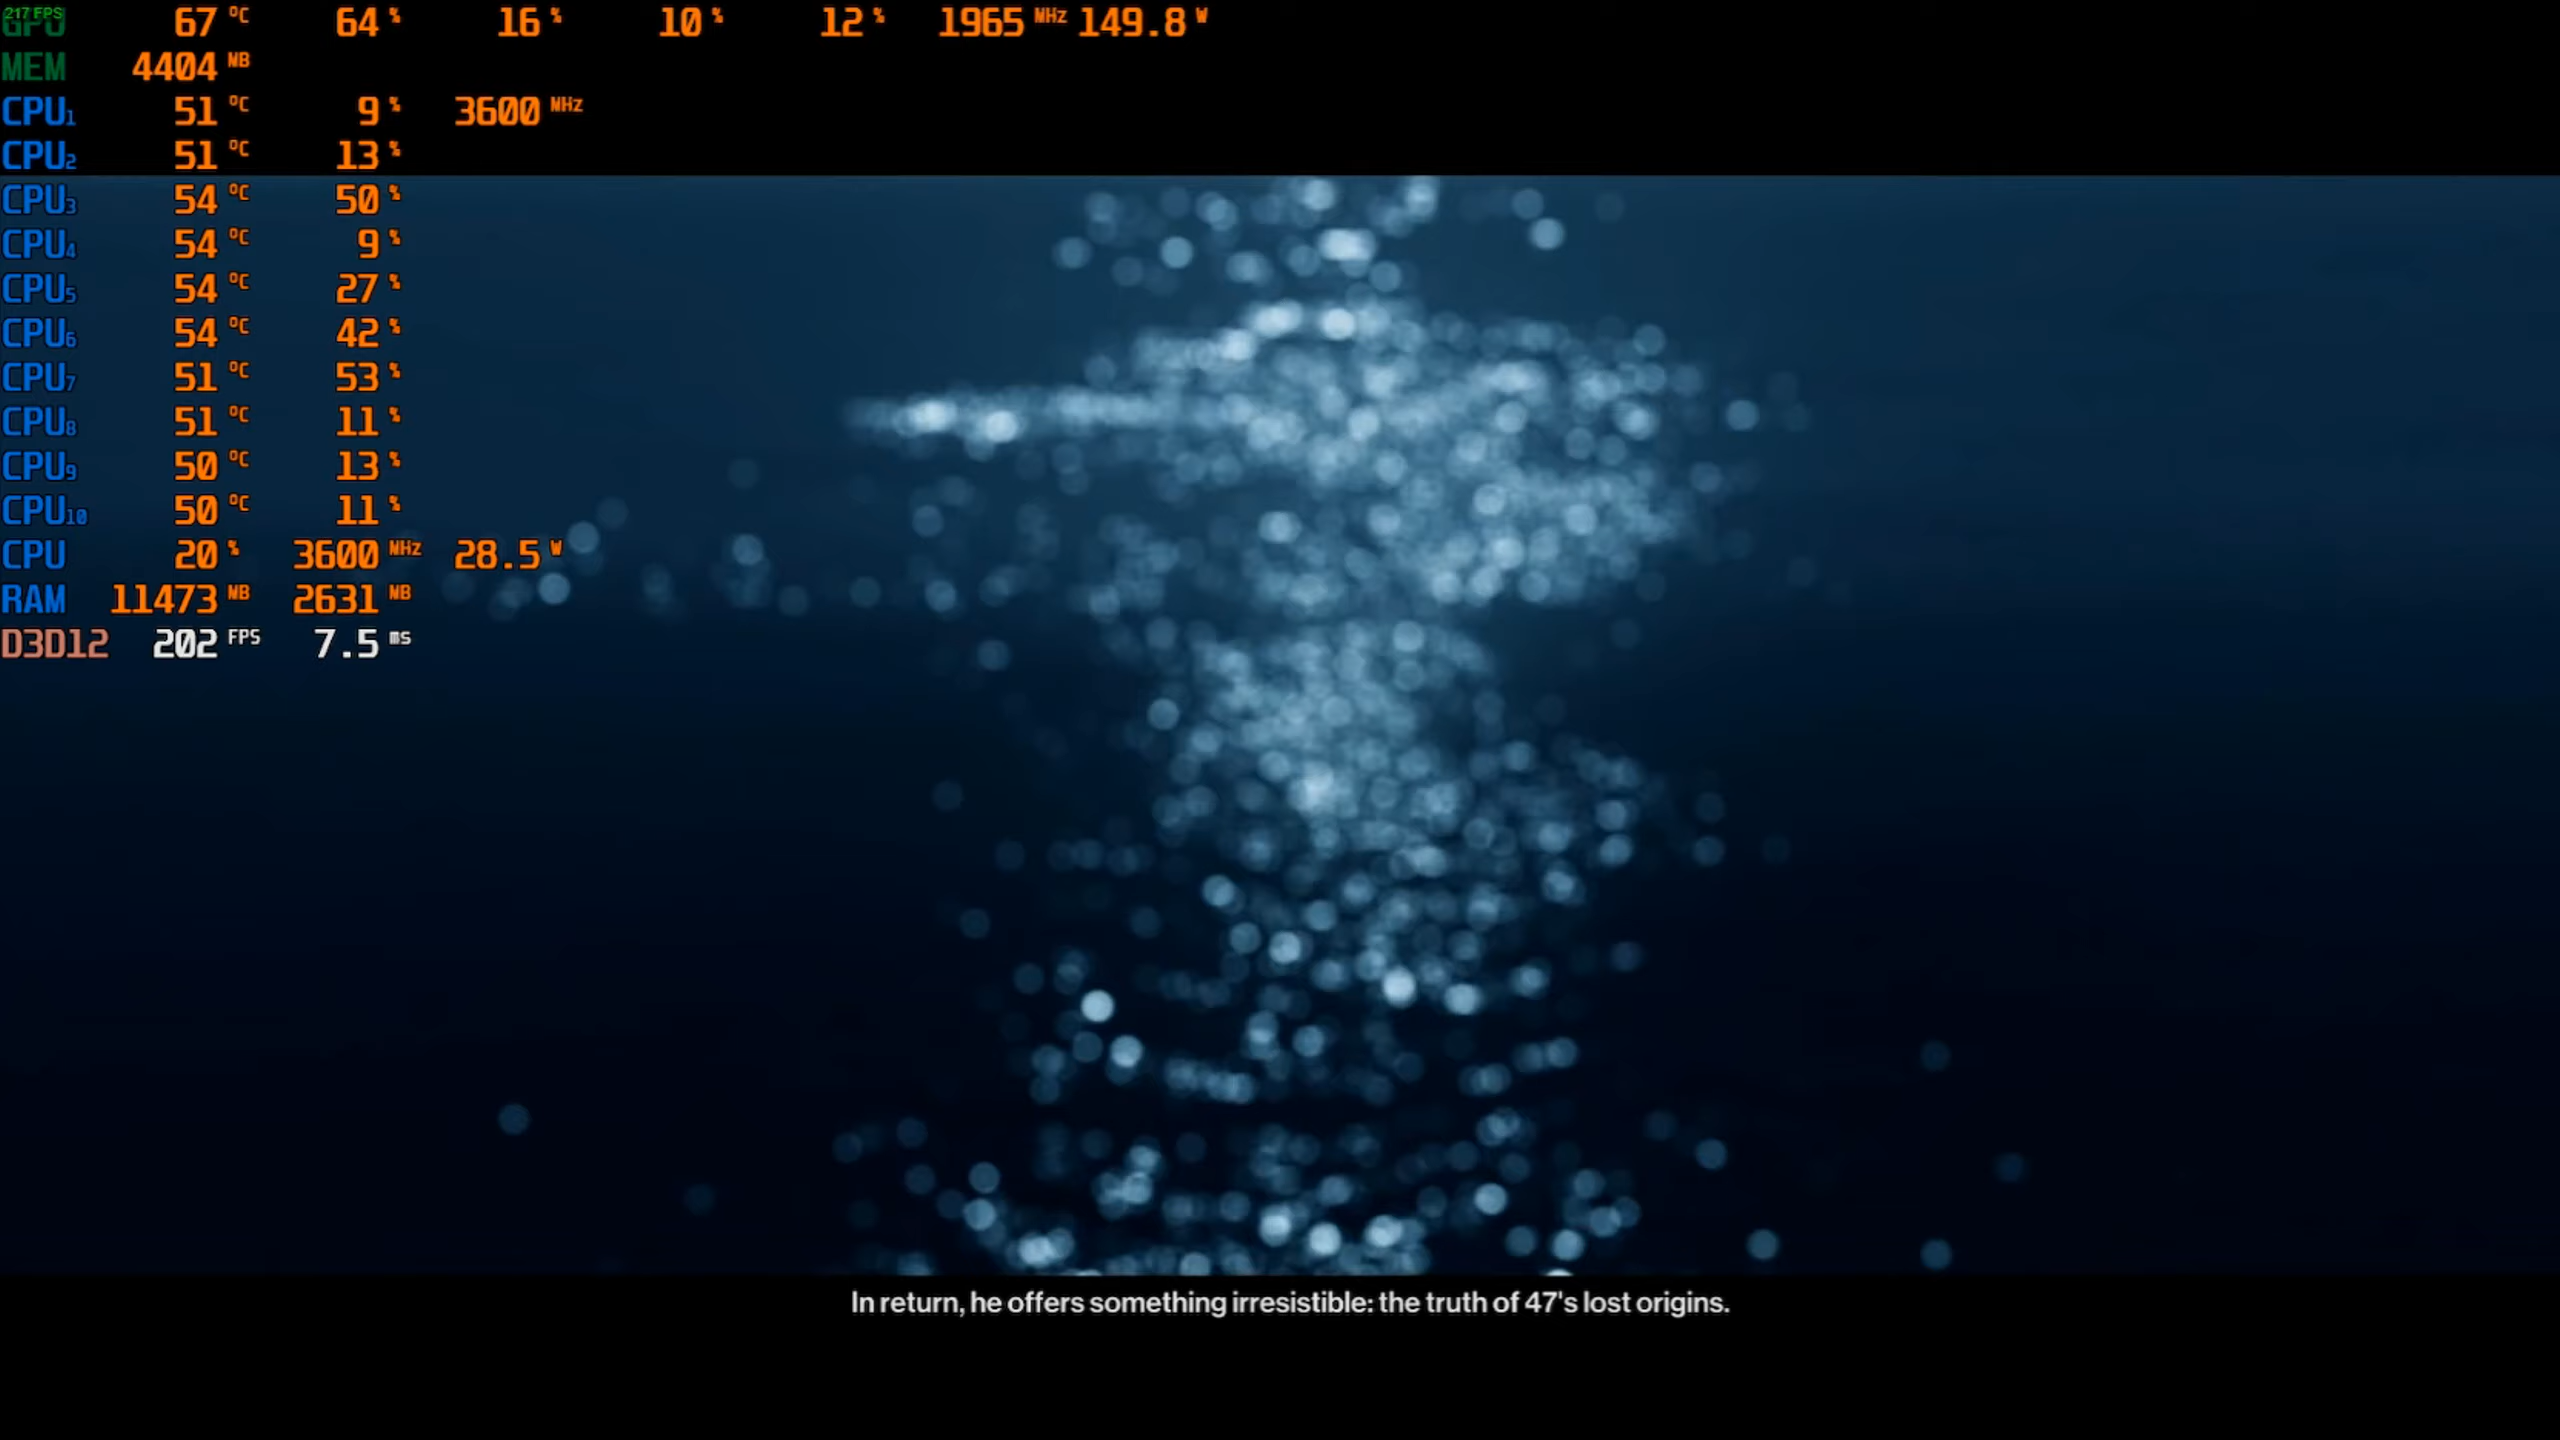 217 FPS
GPU 67 °C 64 % 16 % 10 % 12 % 1965 MHz 149.8 W
MEM 4404 MB
CPU1 51 °C 9 % 3600 MHz
CPU2 51 °C 13 %
CPU3 54 °C 50 %
CPU4 54 °C 9 %
CPU5 54 °C 27 %
CPU6 54 °C 42 %
CPU7 51 °C 53 %
CPU8 51 °C 11 %
CPU9 50 °C 13 %
CPU10 50 °C 11 %
CPU 20 % 3600 MHz 28.5 W
RAM 11473 MB 2631 MB
D3D12 202 FPS 7.5 ms
In return, he offers something irresistible: the truth of 47's lost origins.